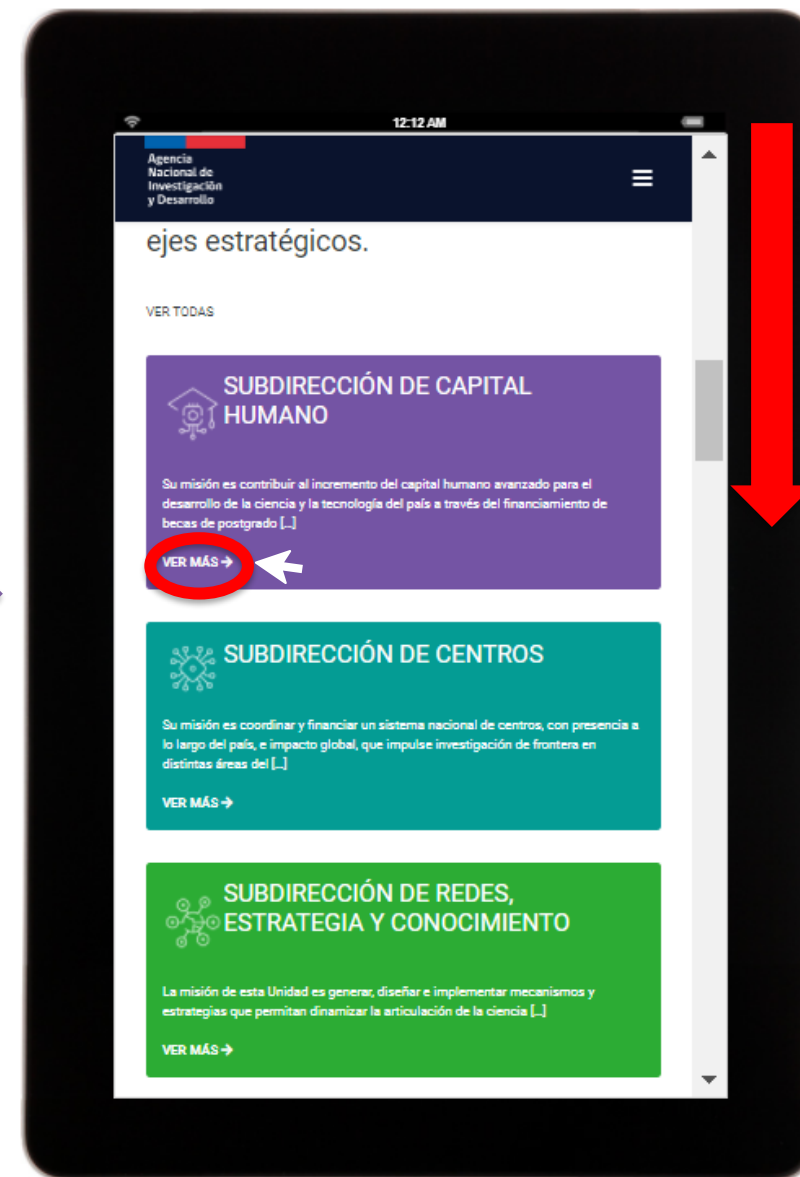 12:12 AM
Agencia
Nacional de
Investigación
y Desarrollo
ejes estratégicos.
VER TODAS
SUBDIRECCIÓN DE CAPITAL
HUMANO
Su misión es contribuir al incremento del capital humano avanzado para el
desarrollo de la ciencia y la tecnología del país a través del financiamiento de
becas de postgrado [...]
VER MÁS →
SUBDIRECCIÓN DE CENTROS
Su misión es coordinar y financiar un sistema nacional de centros, con presencia a
lo largo del país, e impacto global, que impulse investigación de frontera en
distintas áreas del [...]
VER MÁS →
SUBDIRECCIÓN DE REDES,
ESTRATEGIA Y CONOCIMIENTO
La misión de esta Unidad es generar, diseñar e implementar mecanismos y
estrategias que permitan dinamizar la articulación de la ciencia [...]
VER MÁS →